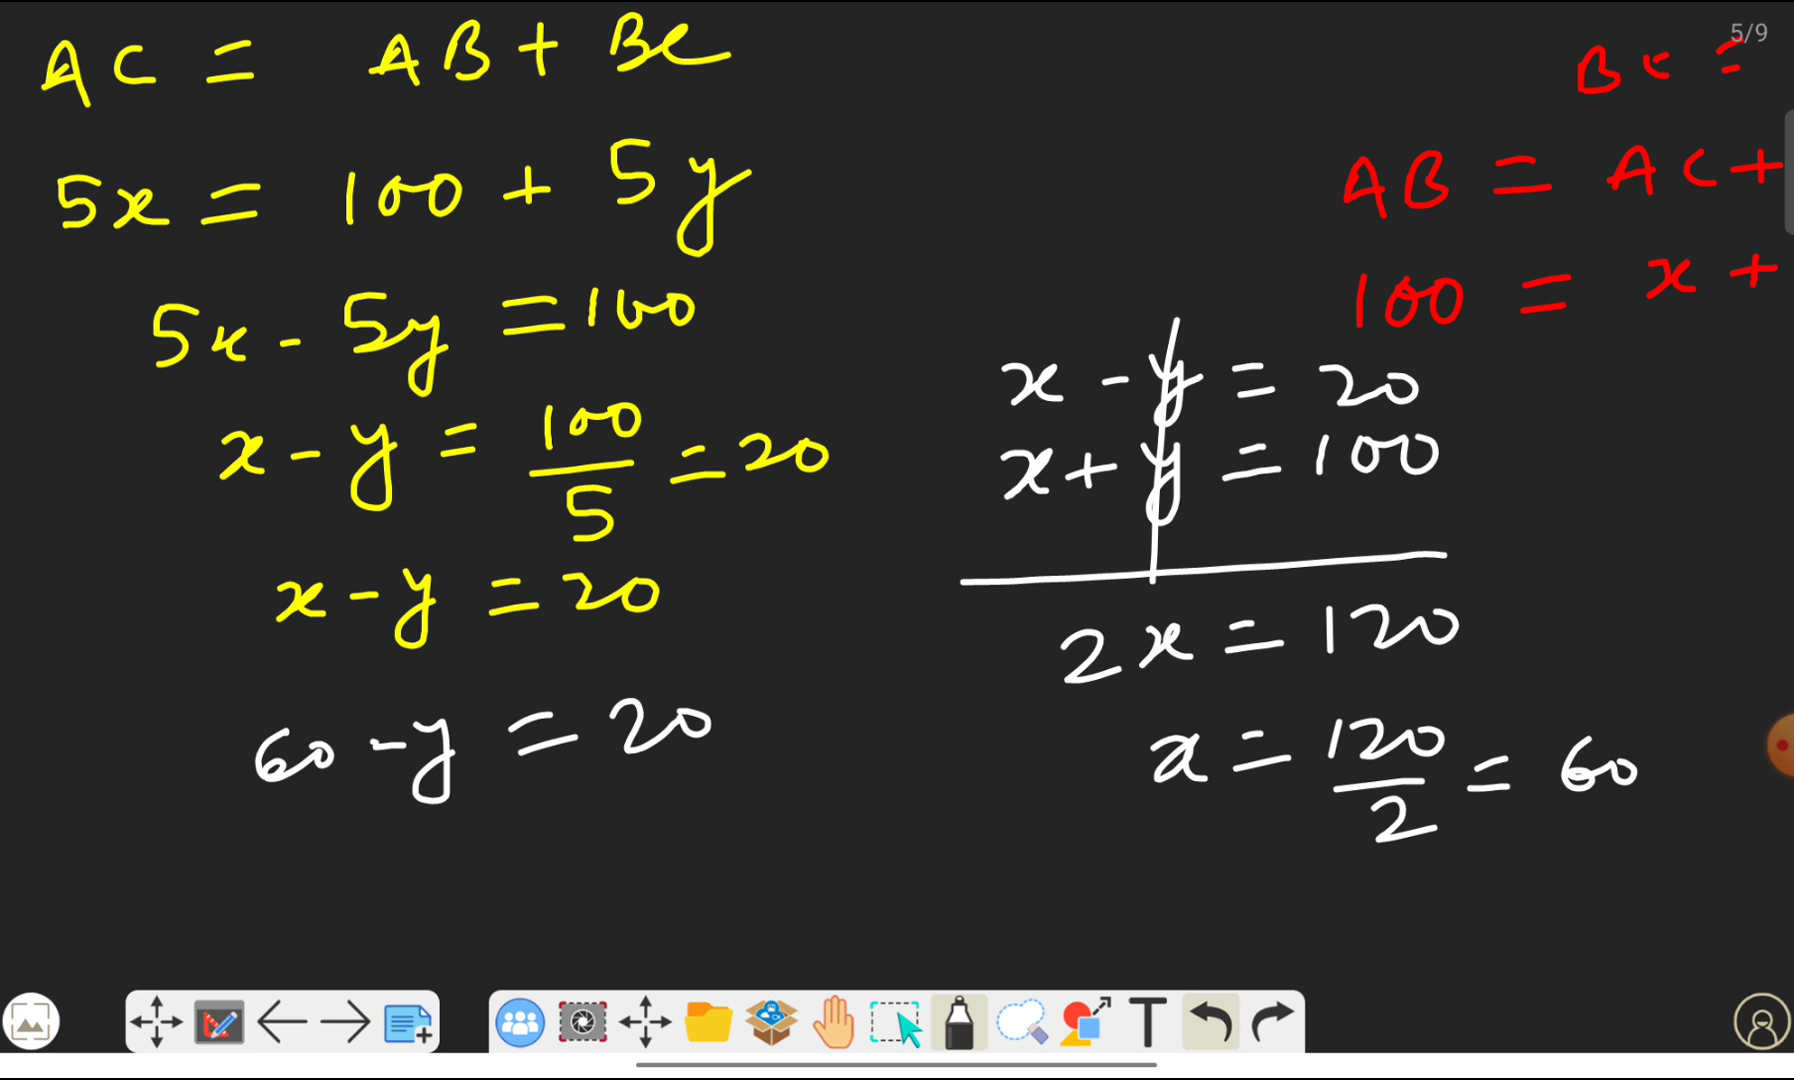 AC = AB + BC
5x = 100 + 5y
5x - 5y = 100
x - y = 100/5 = 20
x - y = 20
60 - y = 20
5/9
BC =
AB = AC +
100 = x +
x - y = 20
x + y = 100
2x = 120
x = 120/2 = 60
T